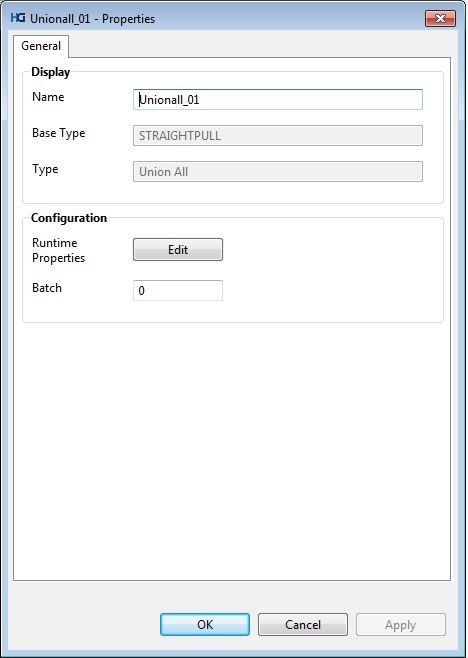 HG Unionall_01 - Properties
General
Display
Name Unionall_01
Base Type STRAIGHTPULL
Type Union All
Configuration
Runtime
Properties Edit
Batch 0
OK Cancel Apply